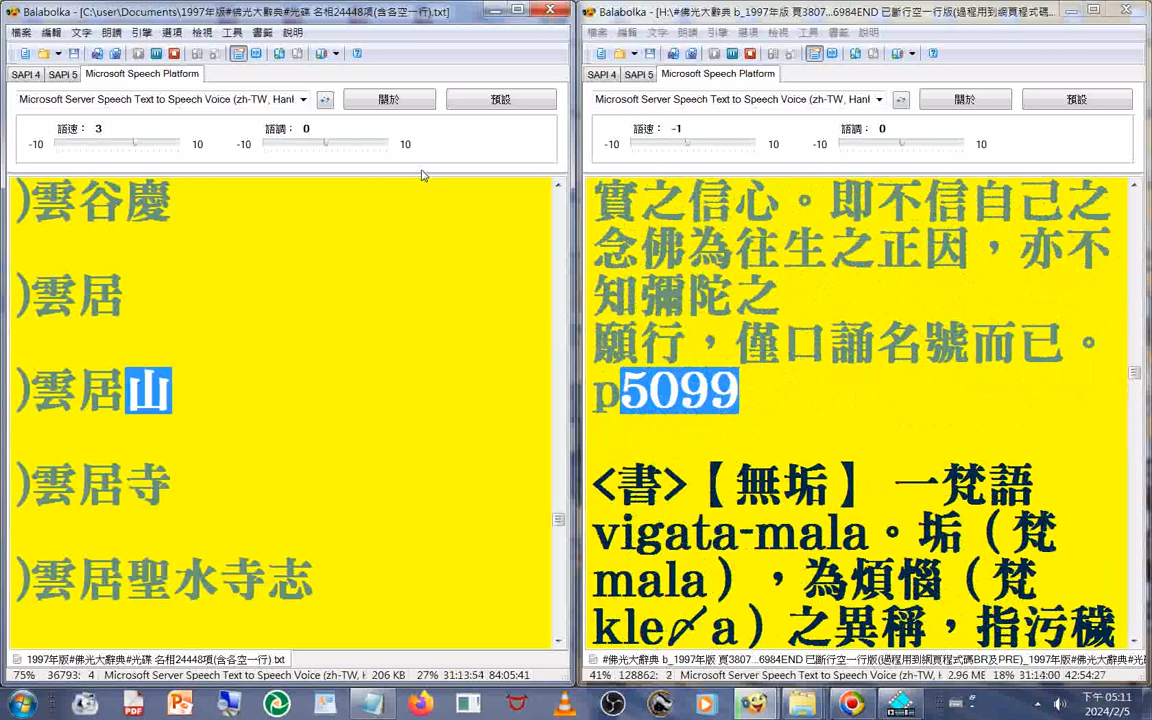 Balabolka - [C:\user\Documents\1997年版#佛光大辭典#光碟 名相24448項(含各空一行).txt]
檔案 編輯 文字 朗讀 引擎 選項 檢視 工具 書籤 說明
SAPI 4 SAPI 5 Microsoft Speech Platform
Microsoft Server Speech Text to Speech Voice (zh-TW, Hanl
關於
預設
語速： 3
語調： 0
-10 10 -10 10
)雲谷慶
)雲居
)雲居山
)雲居寺
)雲居聖水寺志
1997年版#佛光大辭典#光碟 名相24448項(含各空一行).txt
75% 36793: 4 Microsoft Server Speech Text to Speech Voice (zh-TW, H 206 KB 27% 31:13:54 84:05:41
Balabolka - [H:\#佛光大辭典 b_1997年版 頁3807...6984END 已斷行空一行版(過程用到網頁程式碼
檔案 編輯 文字 朗讀 引擎 選項 檢視 工具 書籤 說明
SAPI 4 SAPI 5 Microsoft Speech Platform
Microsoft Server Speech Text to Speech Voice (zh-TW, Hanl
關於
預設
語速： -1
語調： 0
-10 10 -10 10
實之信心。即不信自己之
念佛為往生之正因，亦不
知彌陀之
願行，僅口誦名號而已。
p5099
<書>【無垢】 一梵語
vigata-mala。垢（梵
mala），為煩惱（梵
kle〆a）之異稱，指污穢
#佛光大辭典 b_1997年版 頁3807...6984END 已斷行空一行版(過程用到網頁程式碼BR及PRE)_1997年版#光
41% 128862: 2 Microsoft Server Speech Text to Speech Voice (zh-TW, H 2.96 MB 18% 31:14:00 42:54:27
下午 05:11
2024/2/5